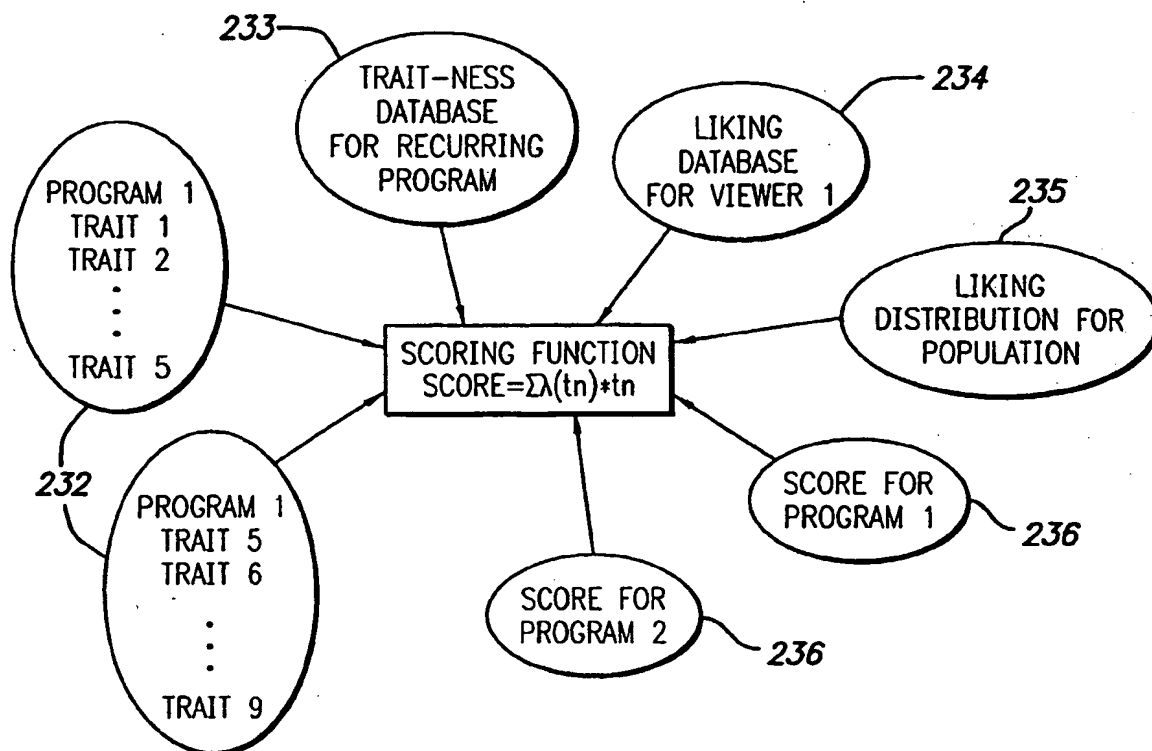 233
TRAIT-NESS
DATABASE
FOR RECURRING
PROGRAM
234
LIKING
DATABASE
FOR VIEWER 1
235
LIKING
DISTRIBUTION FOR
POPULATION
PROGRAM 1
TRAIT 1
TRAIT 2
.
.
.
TRAIT 5
SCORING FUNCTION
SCORE=Σλ(tn)*tn
232
PROGRAM 1
TRAIT 5
TRAIT 6
.
.
.
TRAIT 9
SCORE FOR
PROGRAM 2
236
SCORE FOR
PROGRAM 1
236